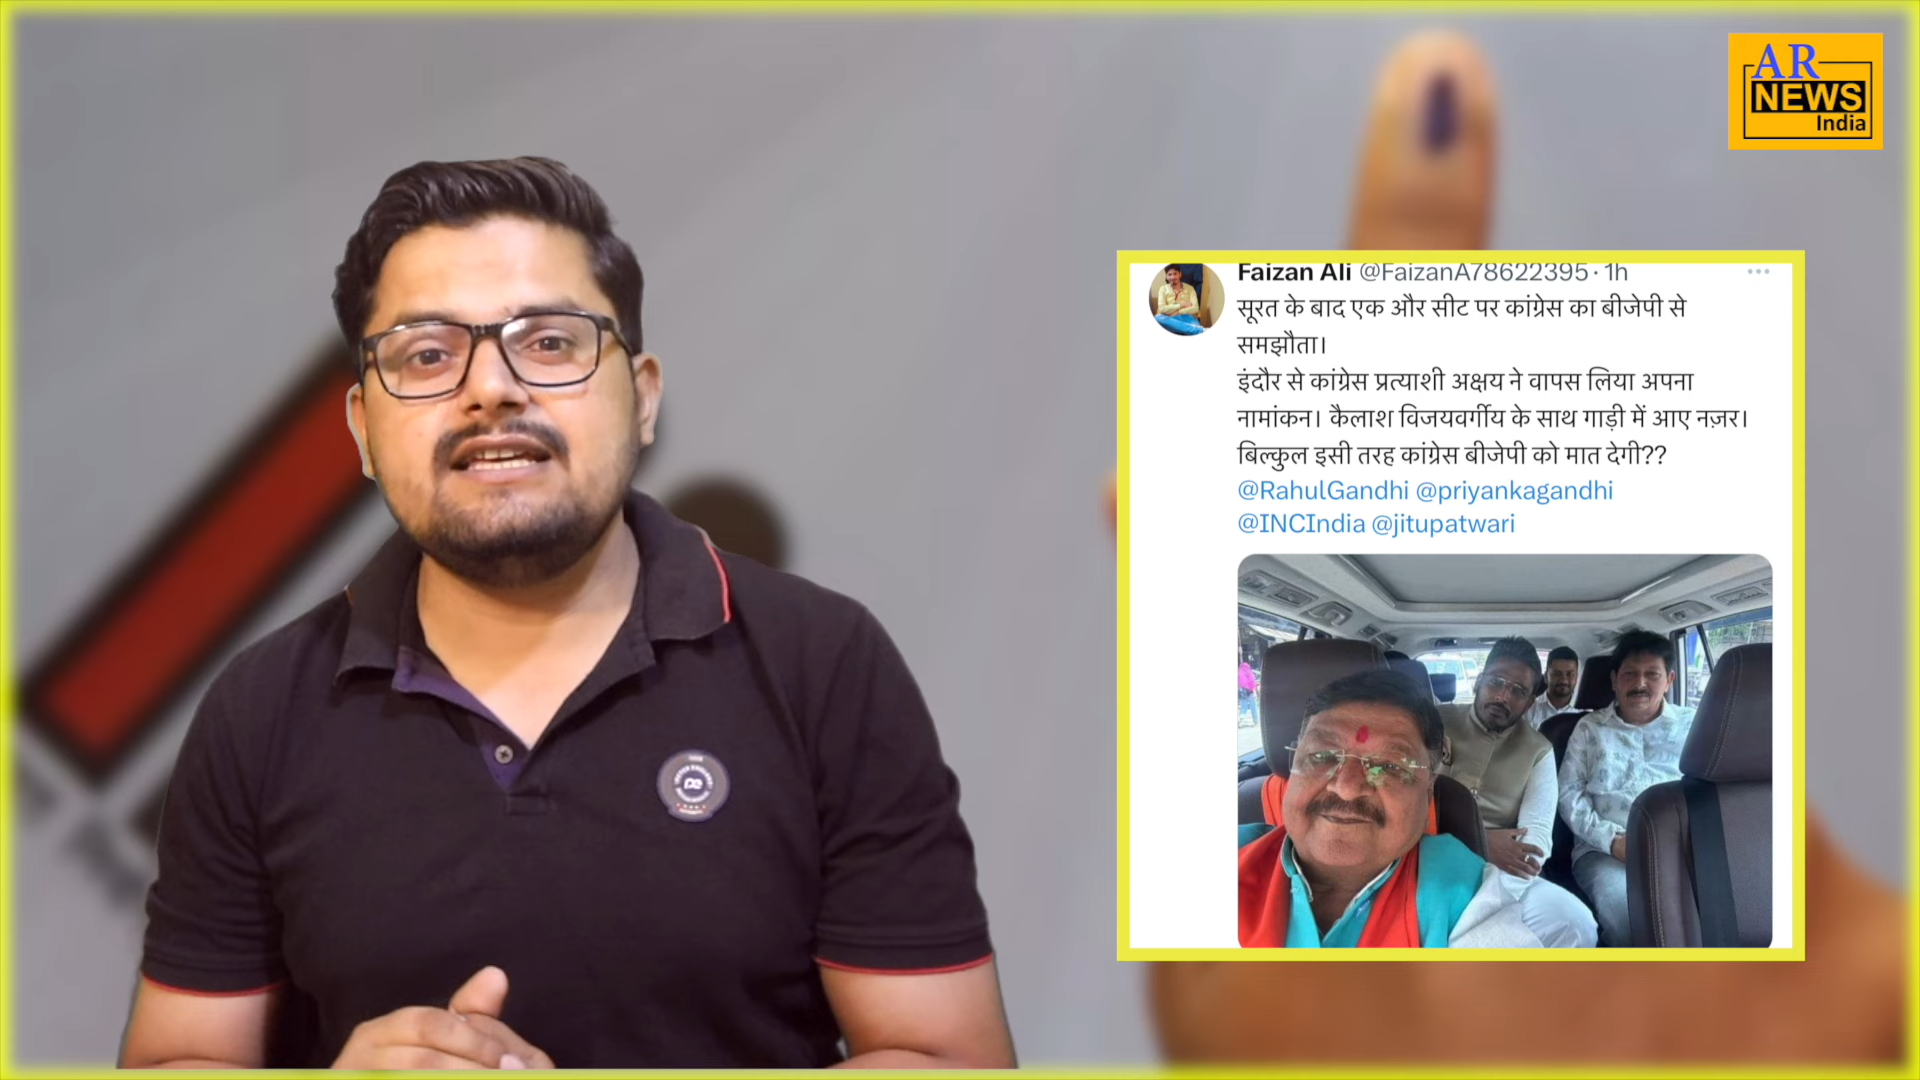 AR
NEWS
India
Faizan Ali @FaizanA78622395 · 1h
सूरत के बाद एक और सीट पर कांग्रेस का बीजेपी से
समझौता।
इंदौर से कांग्रेस प्रत्याशी अक्षय ने वापस लिया अपना
नामांकन। कैलाश विजयवर्गीय के साथ गाड़ी में आए नज़र।
बिल्कुल इसी तरह कांग्रेस बीजेपी को मात देगी??
@RahulGandhi @priyankagandhi
@INCIndia @jitupatwari